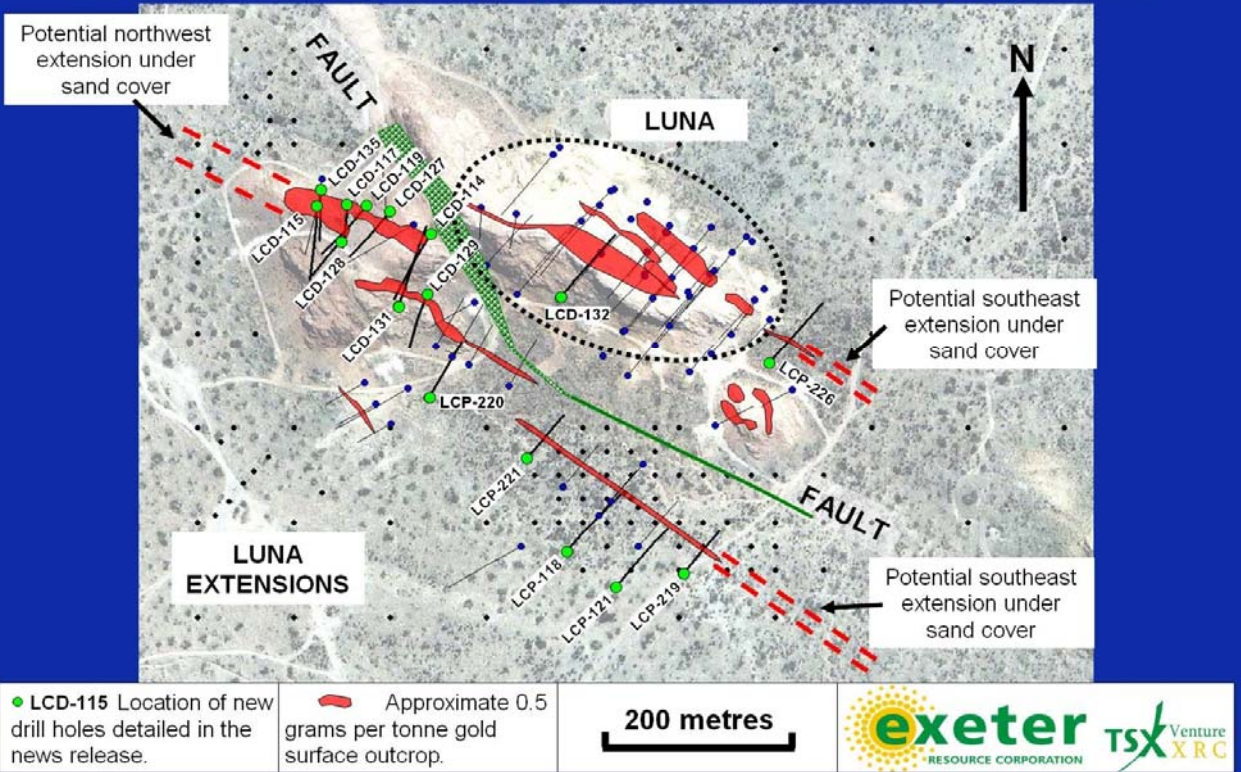 Potential northwest
extension under
sand cover
FAULT
LUNA
N
LCD-135
LCD-117
LCD-119
LCD-127
LCD-114
LCD-115
LCD-128
LCD-129
LCD-131
LCD-132
LCP-220
LCP-226
Potential southeast
extension under
sand cover
LCP-221
LCP-118
LCP-121
LCP-219
FAULT
LUNA
EXTENSIONS
Potential southeast
extension under
sand cover
LCD-115 Location of new
drill holes detailed in the
news release.
Approximate 0.5
grams per tonne gold
surface outcrop.
200 metres
exeter
RESOURCE CORPORATION
TSX Venture
XRC